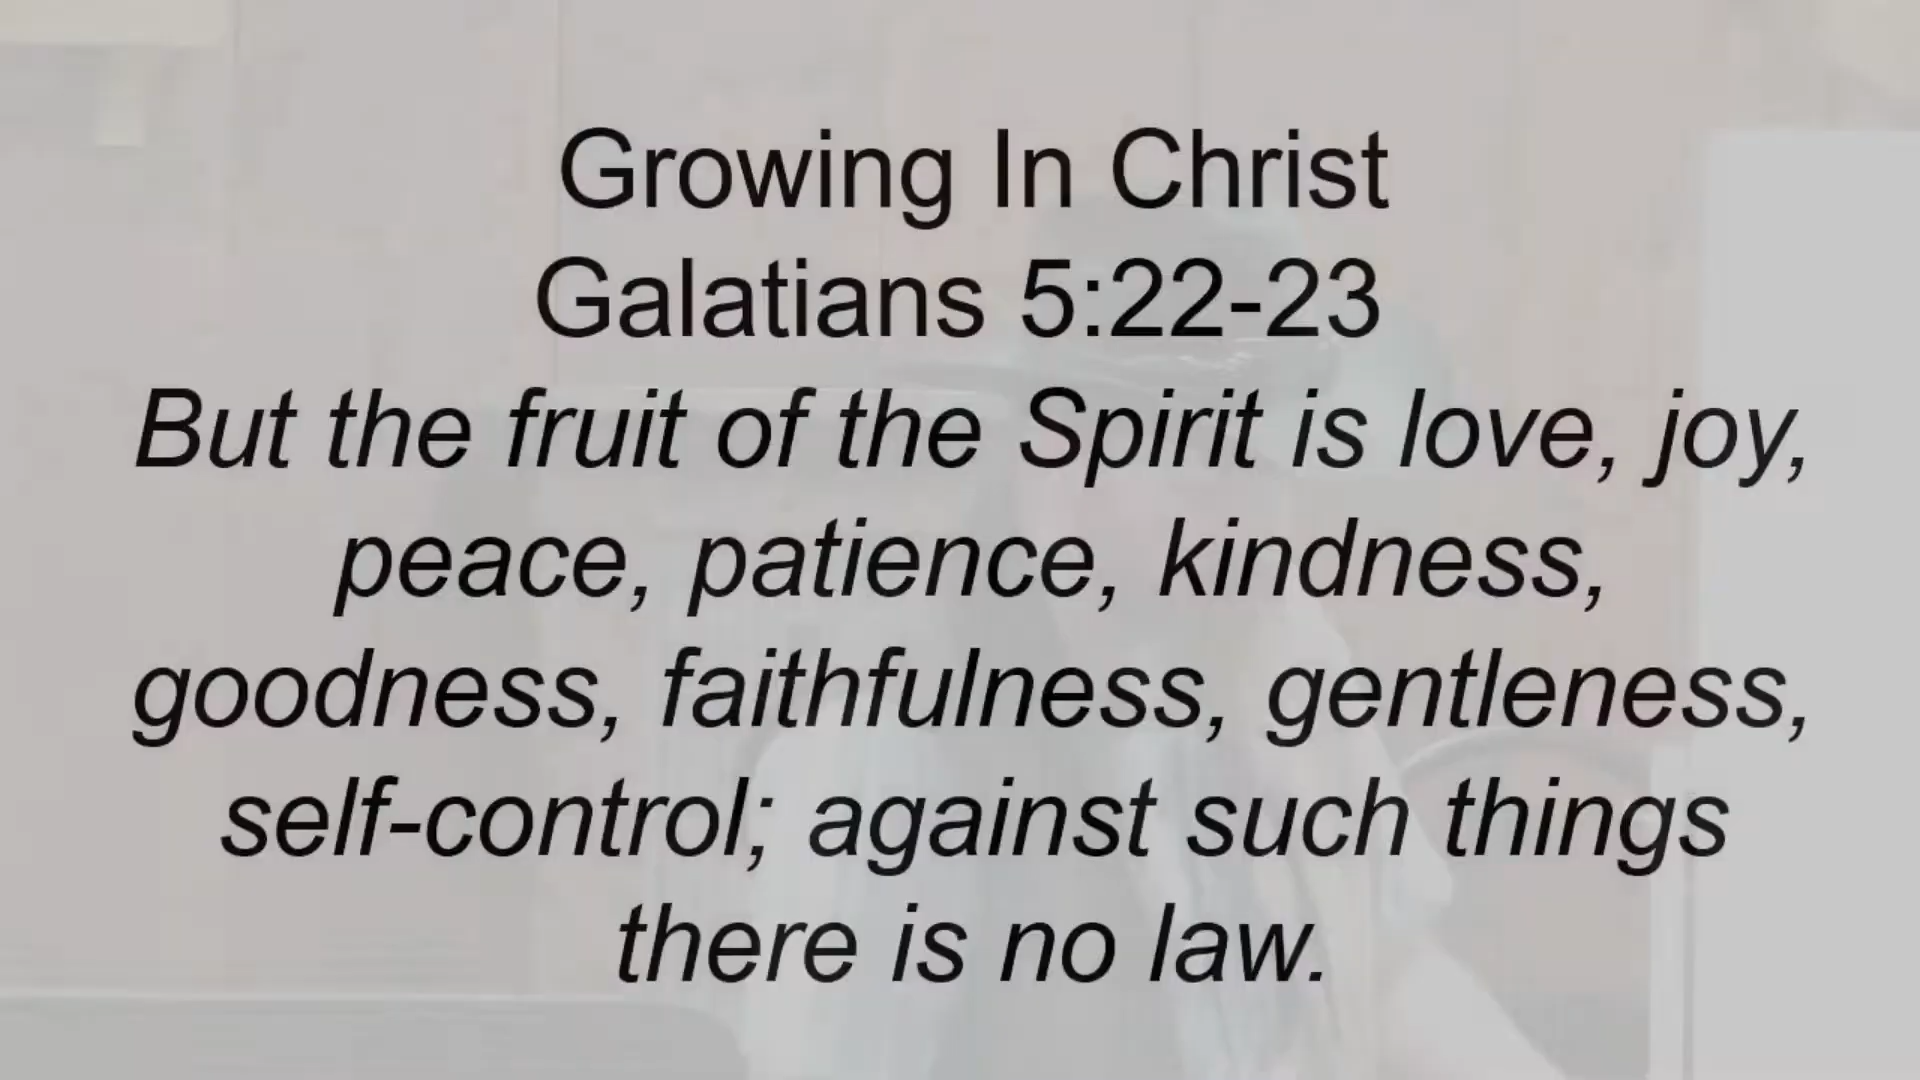 Growing In Christ
Galatians 5:22-23
But the fruit of the Spirit is love, joy,
peace, patience, kindness,
goodness, faithfulness, gentleness,
self-control; against such things
there is no law.